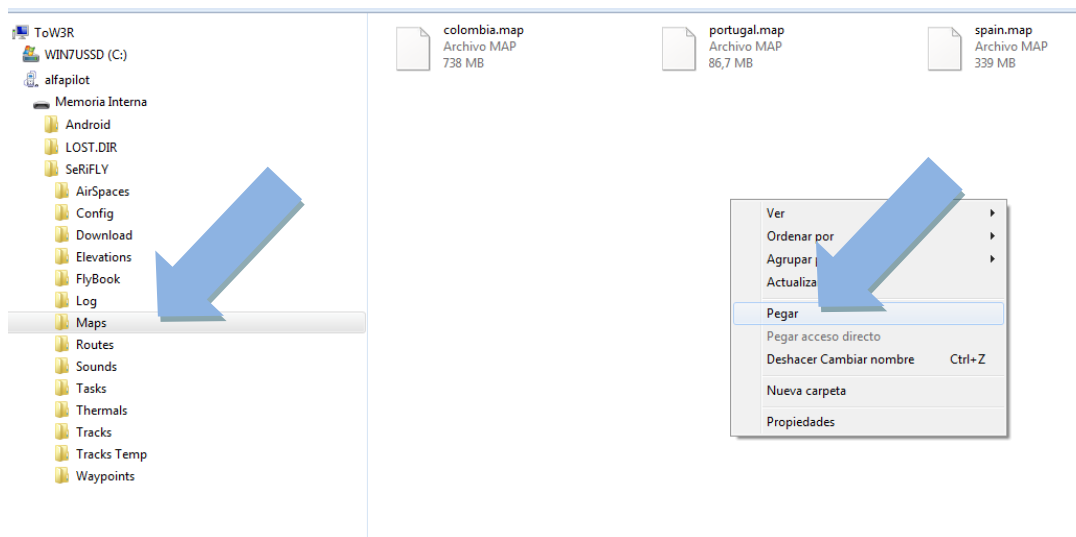 ToW3R
WIN7USSD (C:)
alfapilot
Memoria Interna
Android
LOST.DIR
SeRiFLY
AirSpaces
Config
Download
Elevations
FlyBook
Log
Maps
Routes
Sounds
Tasks
Thermals
Tracks
Tracks Temp
Waypoints
colombia.map
Archivo MAP
738 MB
portugal.map
Archivo MAP
86,7 MB
spain.map
Archivo MAP
339 MB
Ver
Ordenar por
Agrupar
Pegar
Pegar acceso directo
Deshacer Cambiar nombre Ctrl+Z
Nueva carpeta
Propiedades